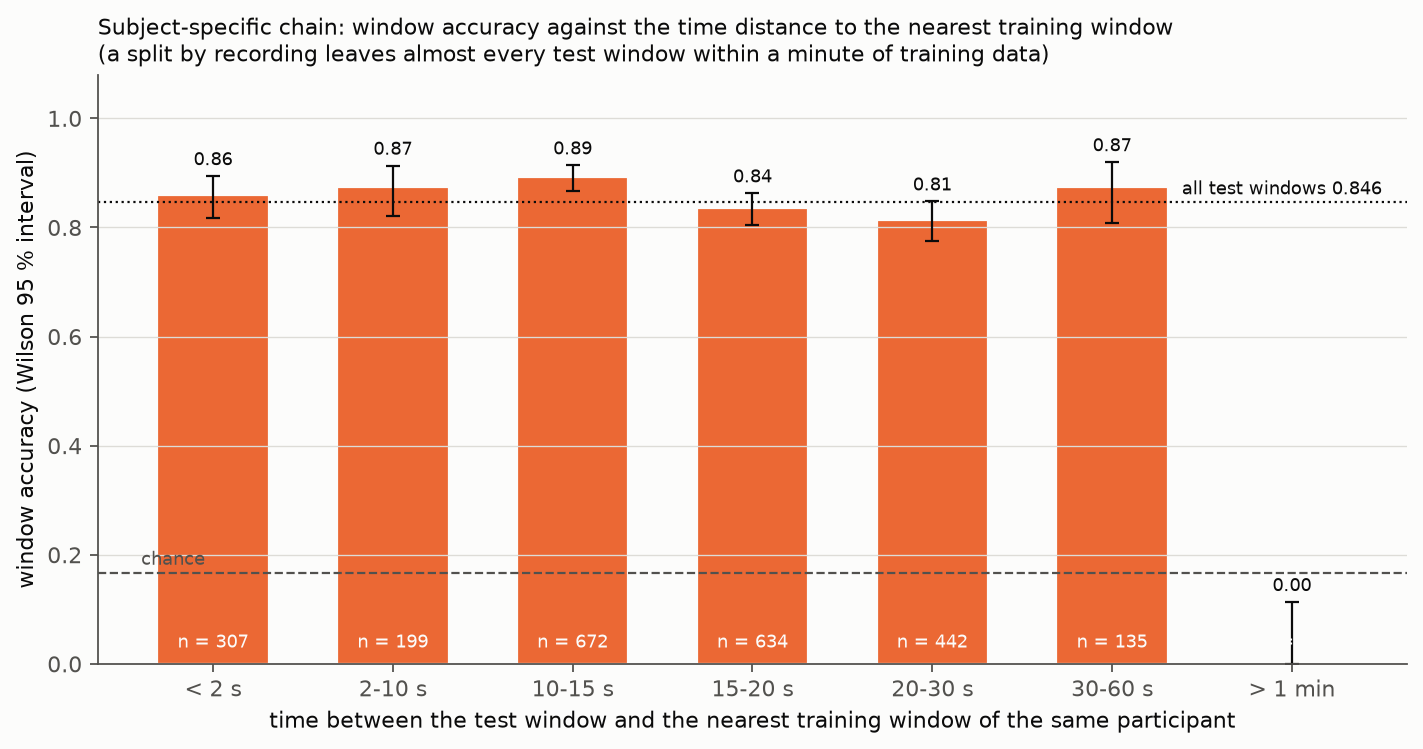 Subject-specific chain: window accuracy against the time distance to the nearest training window
(a split by recording leaves almost every test window within a minute of training data)
window accuracy (Wilson 95 % interval)
1.0
0.8
0.6
0.4
0.2
0.0
0.86
0.87
0.89
0.84
0.81
0.87
0.00
all test windows 0.846
chance
n = 307
n = 199
n = 672
n = 634
n = 442
n = 135
< 2 s
2-10 s
10-15 s
15-20 s
20-30 s
30-60 s
> 1 min
time between the test window and the nearest training window of the same participant